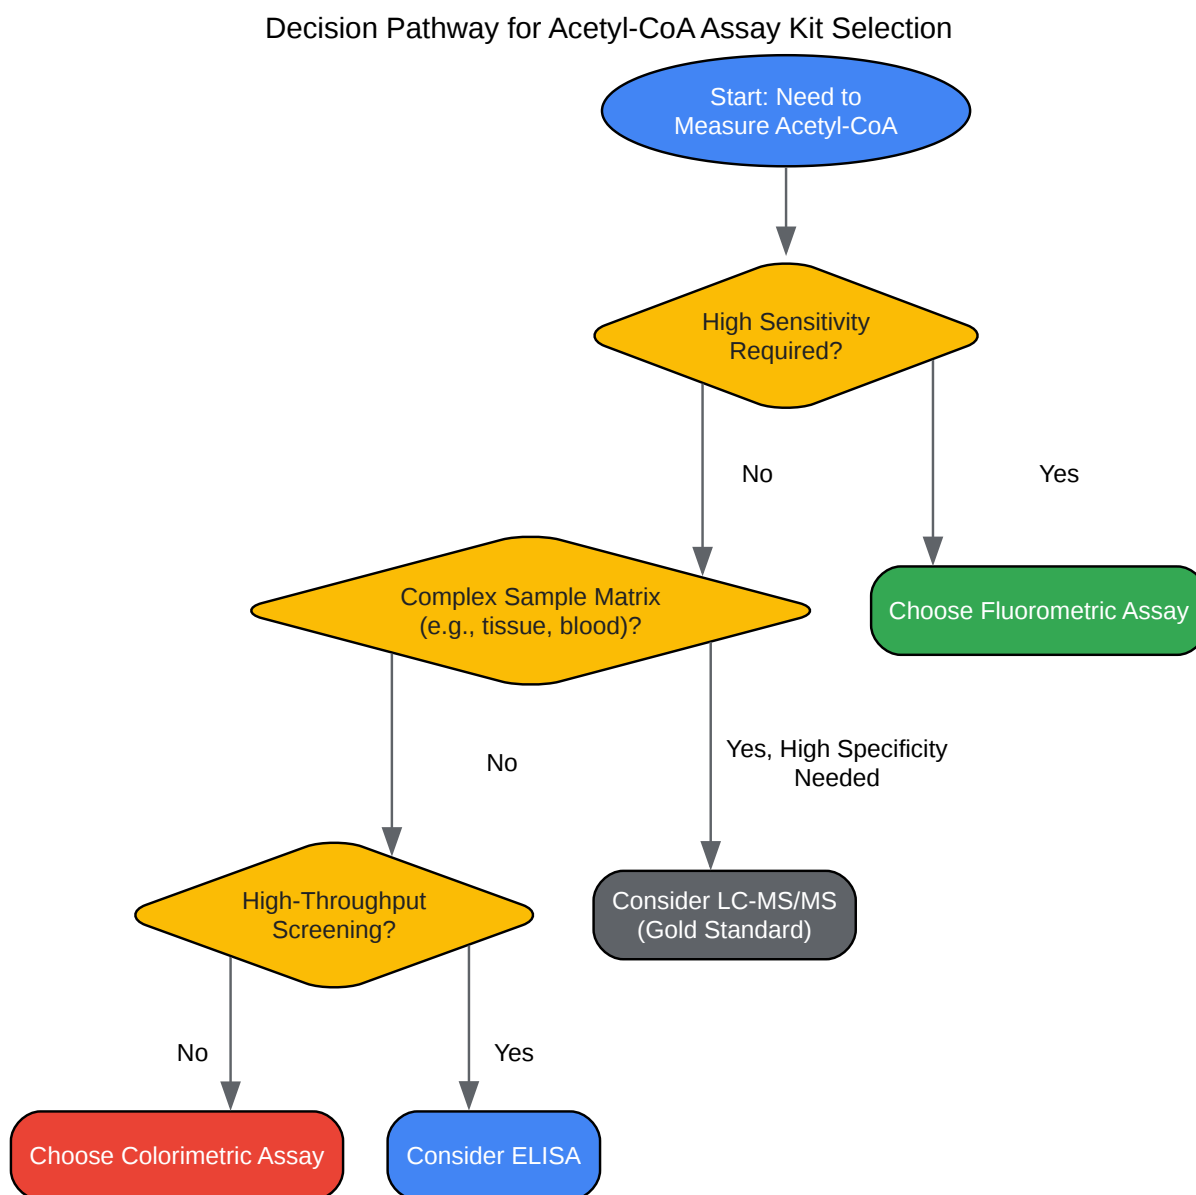 Decision Pathway for Acetyl-CoA Assay Kit Selection
Start: Need to
Measure Acetyl-CoA
High Sensitivity
Required?
No
Yes
Complex Sample Matrix
(e.g., tissue, blood)?
Choose Fluorometric Assay
No
Yes, High Specificity
Needed
High-Throughput
Screening?
Consider LC-MS/MS
(Gold Standard)
No
Yes
Choose Colorimetric Assay
Consider ELISA